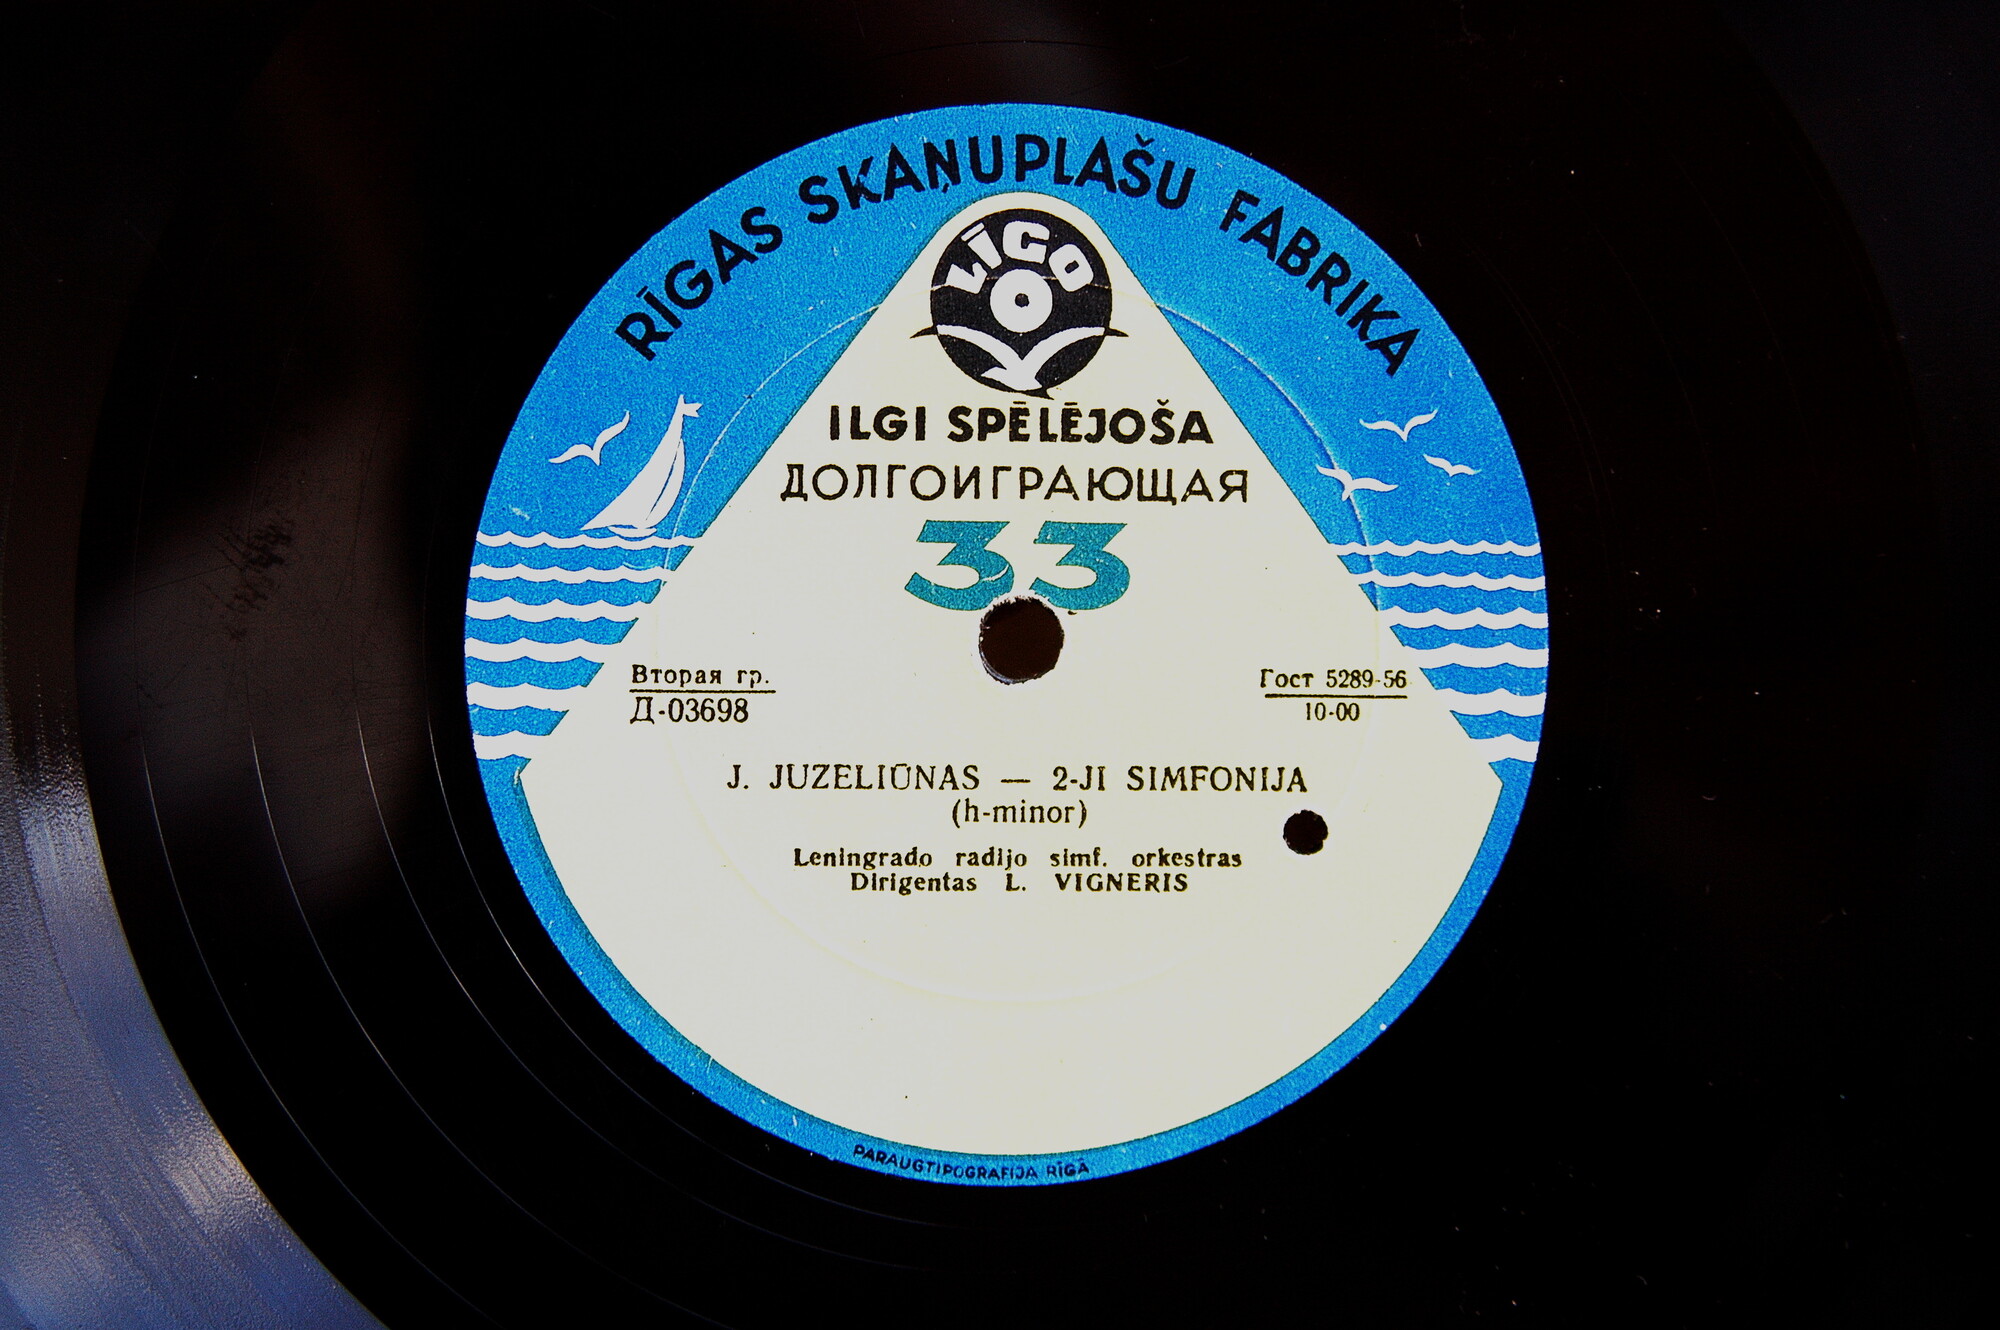 RĪGAS SKAŅUPLAŠU FABRIKA
LĪGO
ILGI SPĒLĒJOŠA
ДОЛГОИГРАЮЩАЯ
33
Вторая гр.
Д-03698
Гост 5289-56
10-00
J. JUZELIŪNAS — 2-JI SIMFONIJA
(h-minor)
Leningrado radijo simf. orkestras
Dirigentas L. VIGNERIS
PARAUGTIPOGRAFIJA RĪGĀ